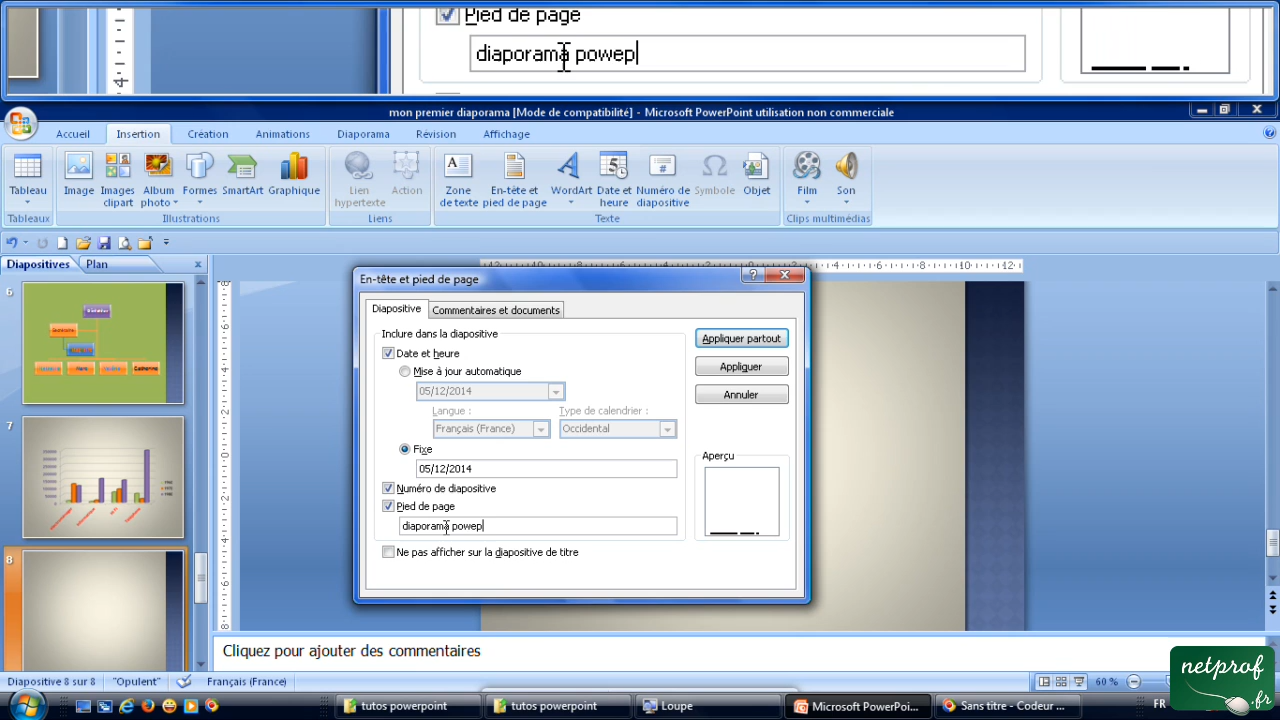 Pied de page
diaporama powep
mon premier diaporama [Mode de compatibilité] - Microsoft PowerPoint utilisation non commerciale
Accueil Insertion Création Animations Diaporama Révision Affichage
Tableau Image Images clipart Album photo Formes SmartArt Graphique Lien hypertexte Action Zone de texte En-tête et pied de page WordArt Date et heure Numéro de diapositive Symbole Objet Film Son
Tableaux Illustrations Liens Texte Clips multimédias
Diapositives Plan x
En-tête et pied de page
Diapositive Commentaires et documents
Inclure dans la diapositive
Date et heure
Mise à jour automatique
05/12/2014
Langue : Type de calendrier :
Français (France) Occidental
Fixe
05/12/2014
Numéro de diapositive
Pied de page
diaporama powep
Ne pas afficher sur la diapositive de titre
Appliquer partout
Appliquer
Annuler
Aperçu
6
7
8
Cliquez pour ajouter des commentaires
Diapositive 8 sur 8 "Opulent" Français (France) 60 %
tutos powerpoint tutos powerpoint Loupe Microsoft PowerPoi... Sans titre - Codeur ... FR
netprof
.fr